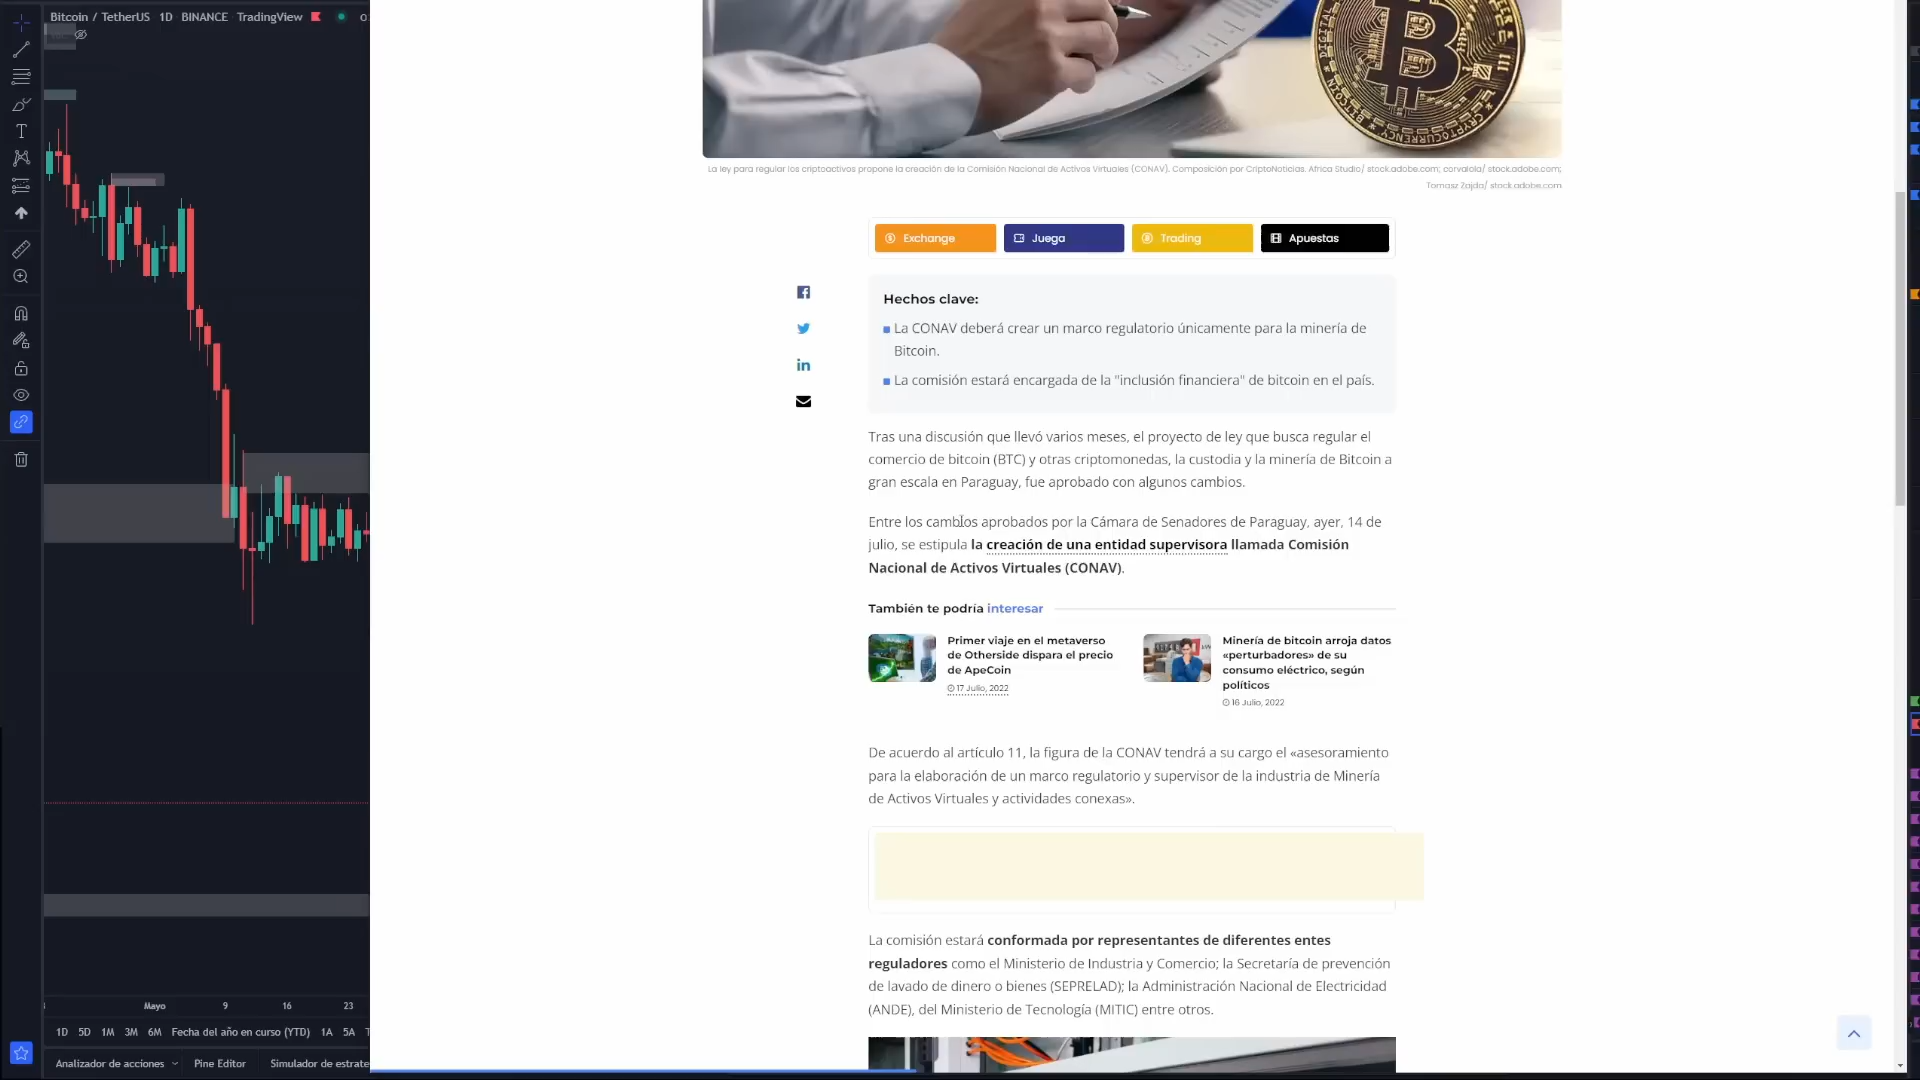 Bitcoin / TetherUS 1D BINANCE TradingView
La ley para regular los criptoactivos propone la creación de la Comisión Nacional de Activos Virtuales (CONAV). Composición por CriptoNoticias. Africa Studio/ stock.adobe.com; corvalola/ stock.adobe.com;
Tomasz Zajda/ stock.adobe.com
Exchange Juega Trading Apuestas
Hechos clave:
La CONAV deberá crear un marco regulatorio únicamente para la minería de
Bitcoin.
La comisión estará encargada de la "inclusión financiera" de bitcoin en el país.
Tras una discusión que llevó varios meses, el proyecto de ley que busca regular el
comercio de bitcoin (BTC) y otras criptomonedas, la custodia y la minería de Bitcoin a
gran escala en Paraguay, fue aprobado con algunos cambios.
Entre los cambios aprobados por la Cámara de Senadores de Paraguay, ayer, 14 de
julio, se estipula la creación de una entidad supervisora llamada Comisión
Nacional de Activos Virtuales (CONAV).
También te podría interesar
Primer viaje en el metaverso
de Otherside dispara el precio
de ApeCoin
17 Julio, 2022
Minería de bitcoin arroja datos
«perturbadores» de su
consumo eléctrico, según
políticos
16 Julio, 2022
De acuerdo al artículo 11, la figura de la CONAV tendrá a su cargo el «asesoramiento
para la elaboración de un marco regulatorio y supervisor de la industria de Minería
de Activos Virtuales y actividades conexas».
La comisión estará conformada por representantes de diferentes entes
reguladores como el Ministerio de Industria y Comercio; la Secretaría de prevención
de lavado de dinero o bienes (SEPRELAD); la Administración Nacional de Electricidad
(ANDE), del Ministerio de Tecnología (MITIC) entre otros.
Mayo 9 16 23
1D 5D 1M 3M 6M Fecha del año en curso (YTD) 1A 5A
Analizador de acciones Pine Editor Simulador de estrate